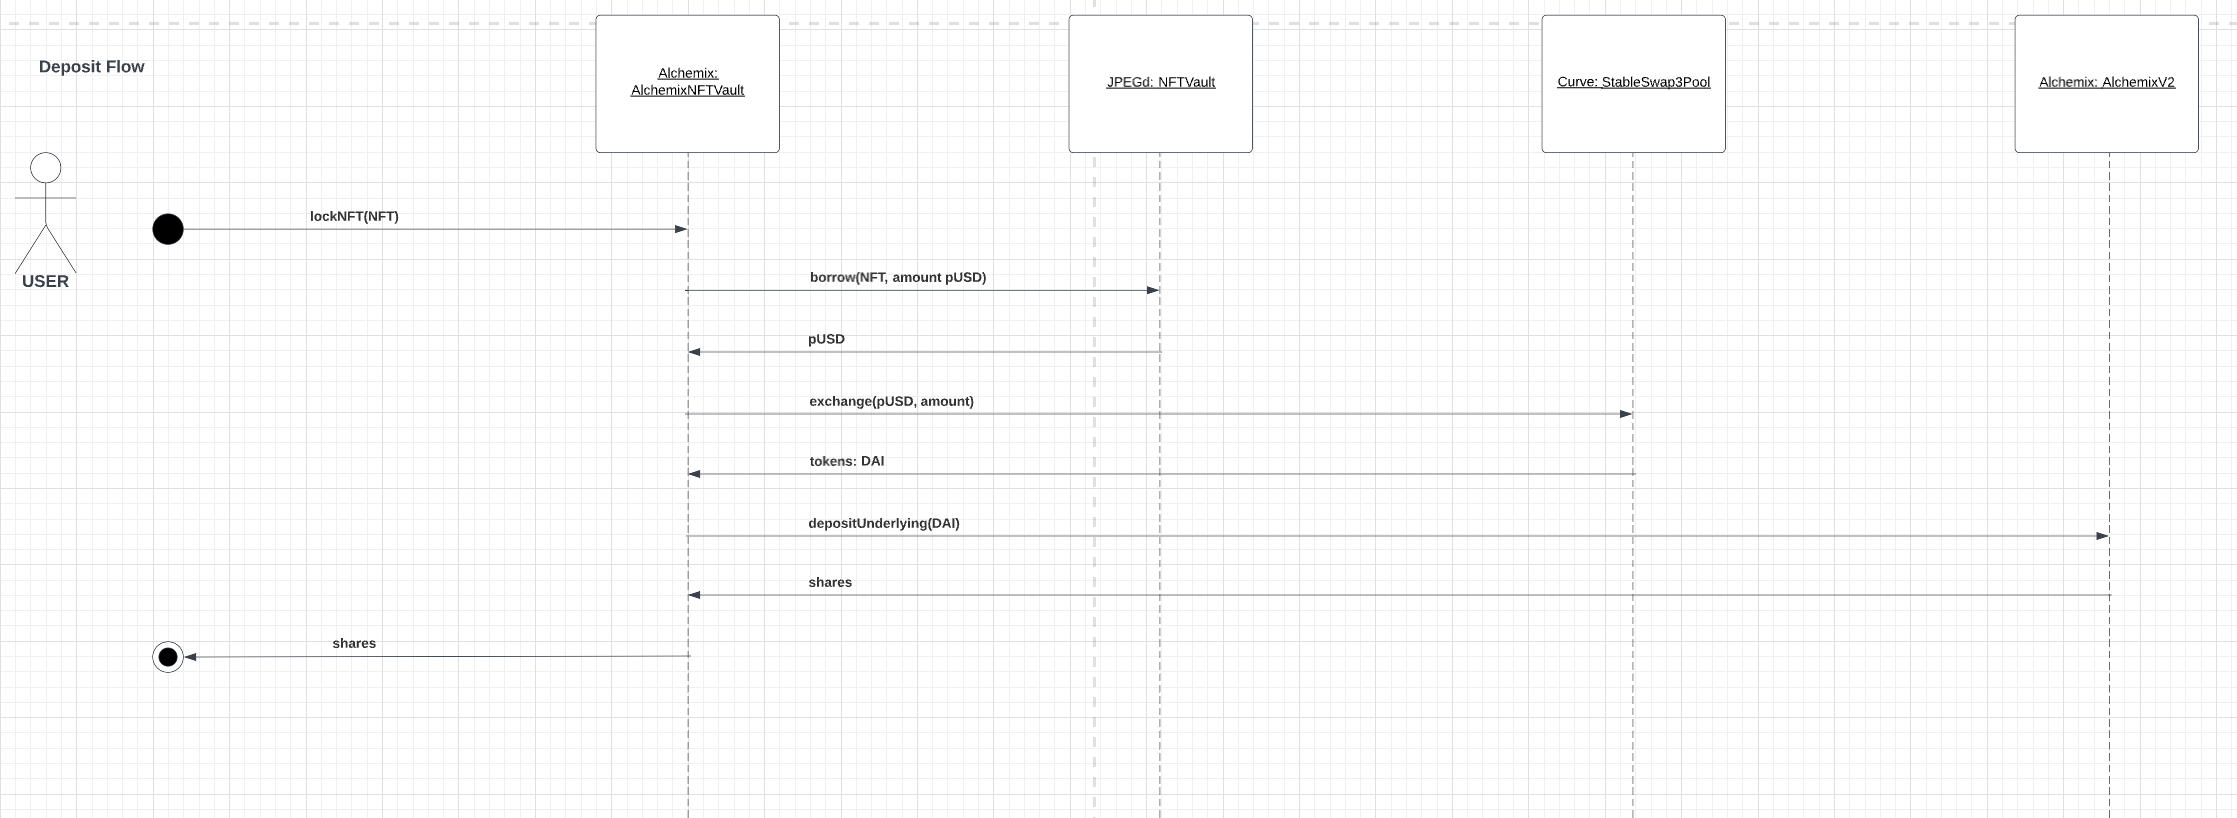 Deposit Flow
Alchemix:
AlchemixNFTVault
JPEGd: NFTVault
Curve: StableSwap3Pool
Alchemix: AlchemixV2
USER
lockNFT(NFT)
borrow(NFT, amount pUSD)
pUSD
exchange(pUSD, amount)
tokens: DAI
depositUnderlying(DAI)
shares
shares